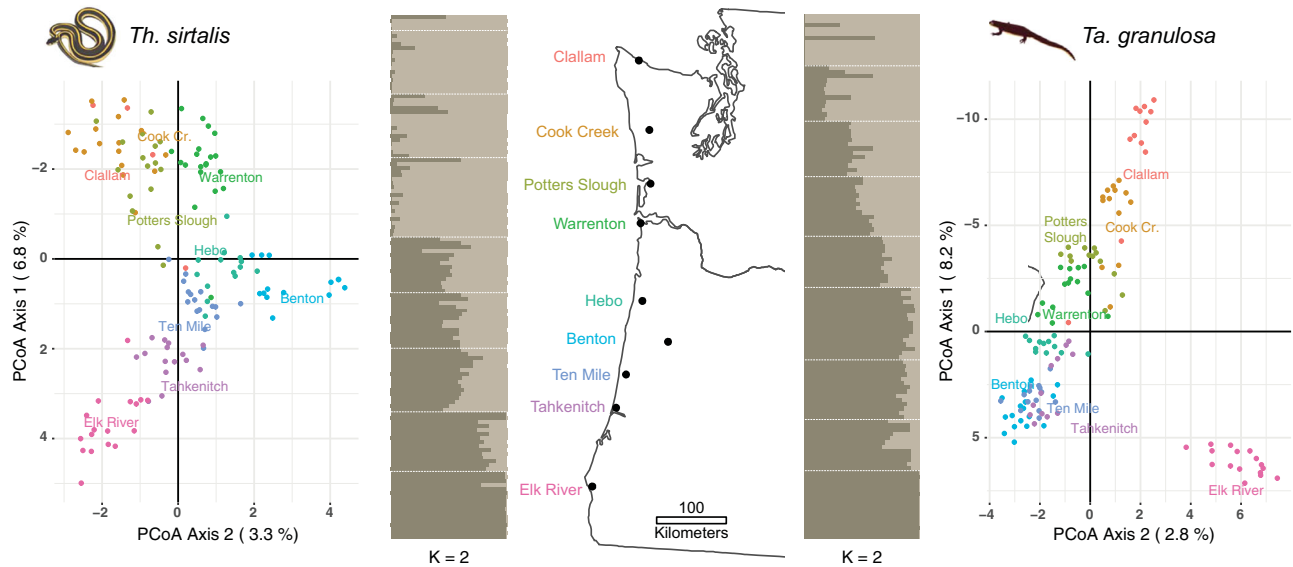 Th. sirtalis
Cook Cr.
Clallam
Warrenton
Potters Slough
Hebo
Benton
Ten Mile
Tahkenitch
Elk River
−2
0
2
4
−2
0
2
4
PCoA Axis 1 ( 6.8 %)
PCoA Axis 2 ( 3.3 %)
K = 2
Clallam
Cook Creek
Potters Slough
Warrenton
Hebo
Benton
Ten Mile
Tahkenitch
Elk River
100
Kilometers
K = 2
Ta. granulosa
Clallam
Cook Cr.
Potters
Slough
Warrenton
Hebo
Benton
Ten Mile
Tahkenitch
Elk River
−10
−5
0
5
−4
−2
0
2
4
6
PCoA Axis 1 ( 8.2 %)
PCoA Axis 2 ( 2.8 %)